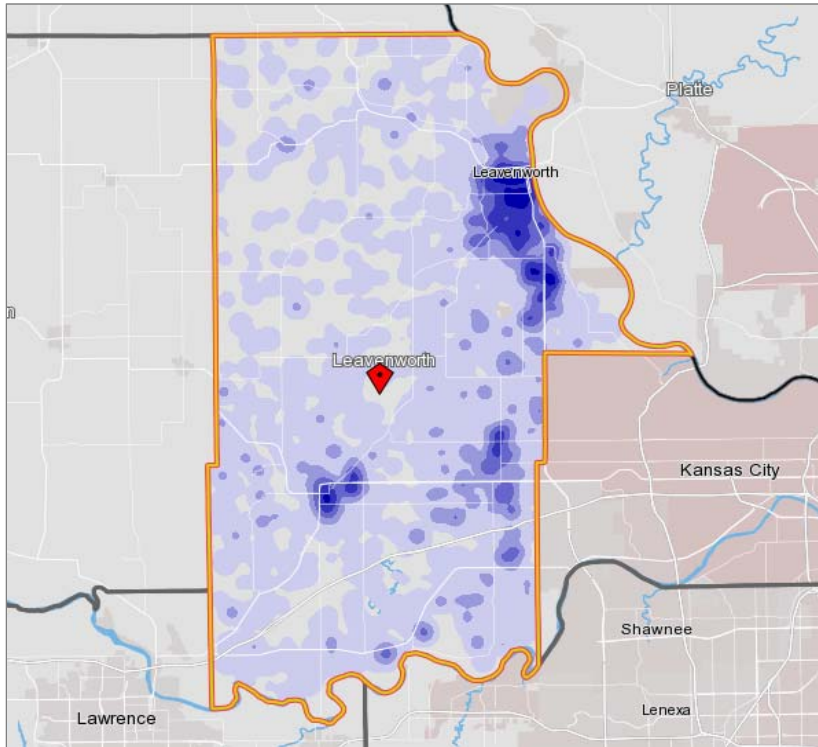 Platte
Leavenworth
n
Leavenworth
Kansas City
Shawnee
Lawrence
Lenexa